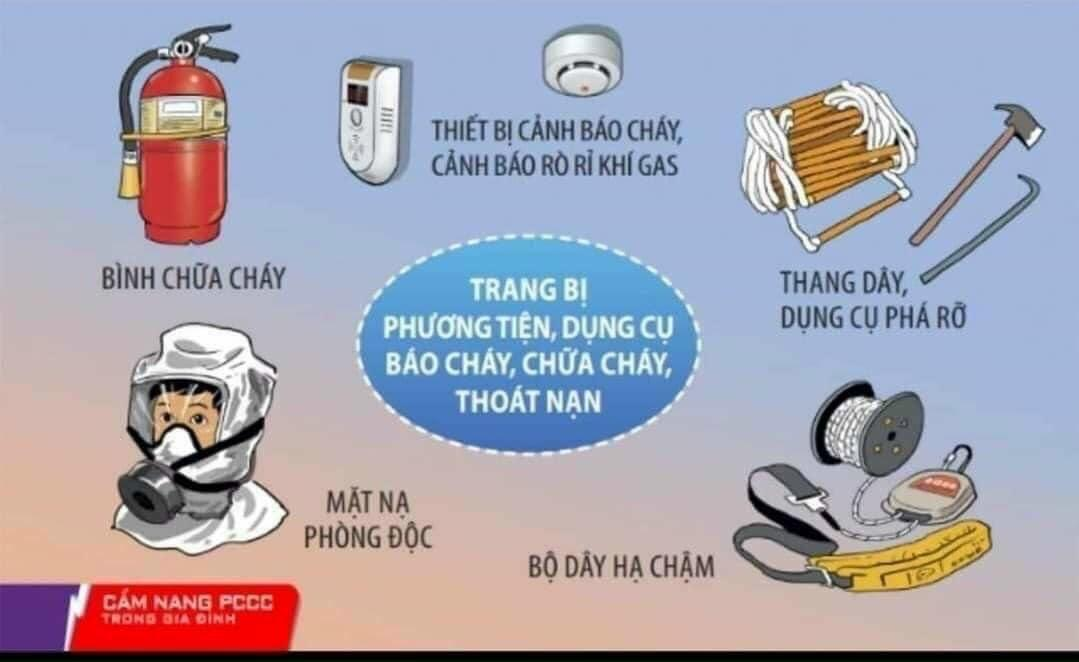 THIẾT BỊ CẢNH BÁO CHÁY,
CẢNH BÁO RÒ RỈ KHÍ GAS
BÌNH CHỮA CHÁY
THANG DÂY,
DỤNG CỤ PHÁ RỠ
TRANG BỊ
PHƯƠNG TIỆN, DỤNG CỤ
BÁO CHÁY, CHỮA CHÁY,
THOÁT NẠN
MẶT NẠ
PHÒNG ĐỘC
BỘ DÂY HẠ CHẬM
CẨM NANG PCCC
TRONG GIA ĐÌNH